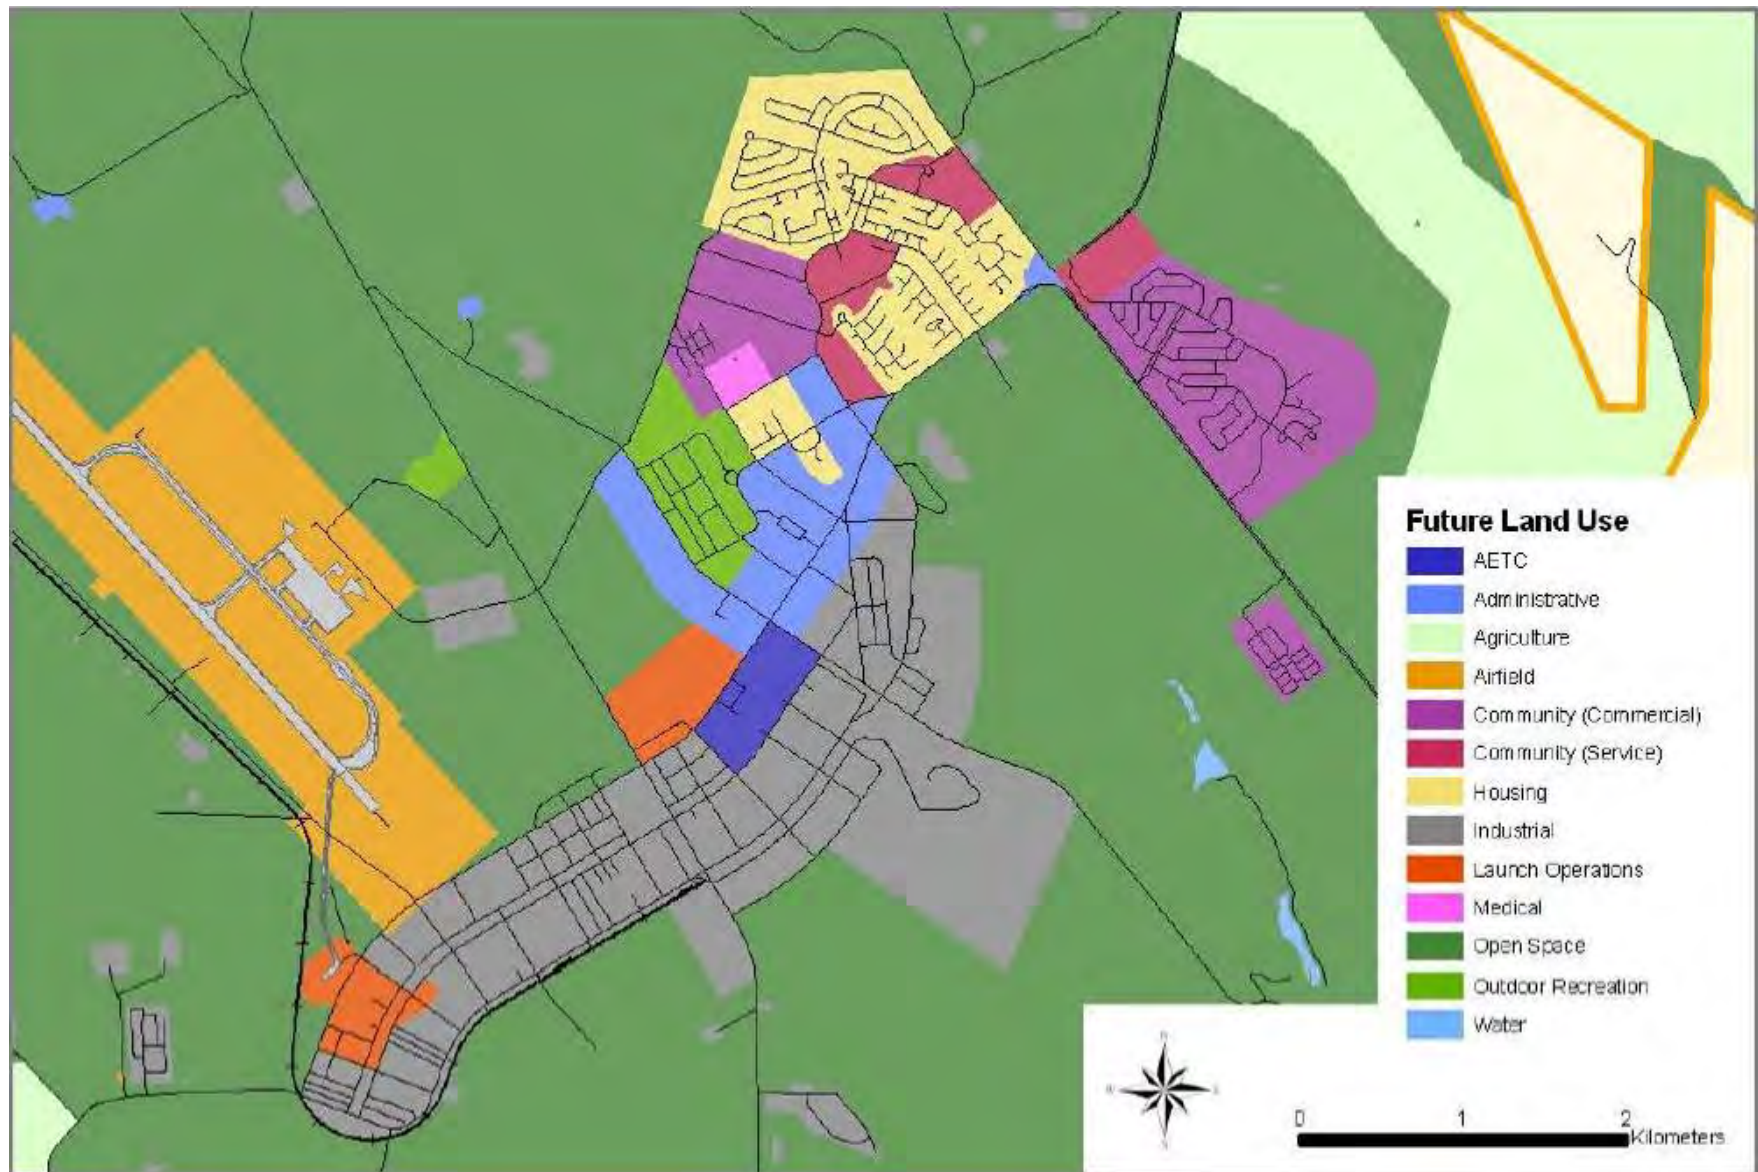 Future Land Use
AETC
Administrative
Agriculture
Airfield
Community (Commercial)
Community (Service)
Housing
Industrial
Launch Operations
Medical
Open Space
Outdoor Recreation
Water
N
0 1 2
Kilometers